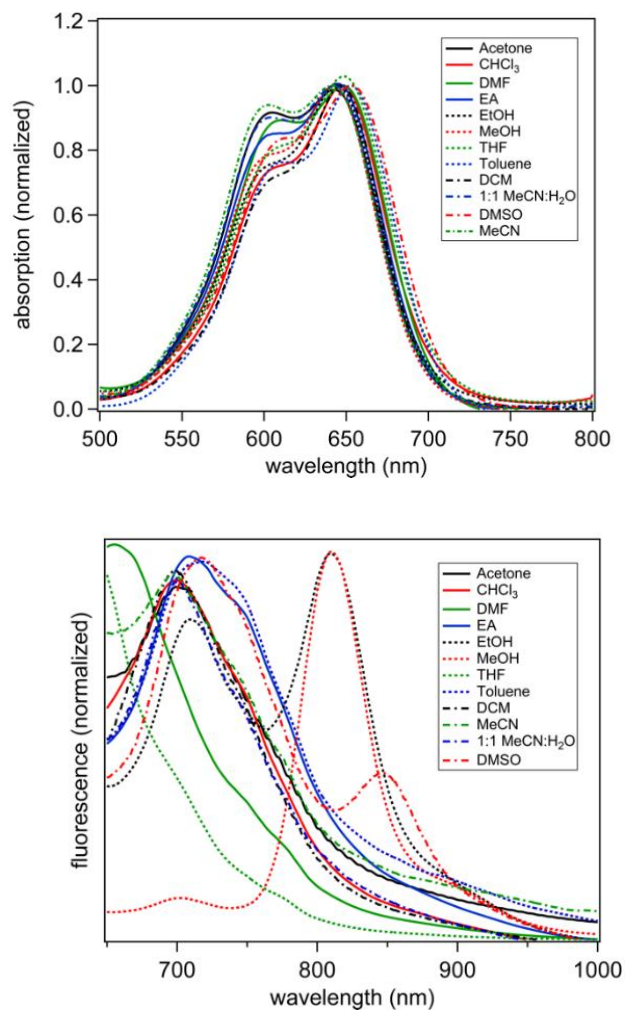 1.2
1.0
0.8
0.6
0.4
0.2
0.0
absorption (normalized)
Acetone
CHCl₃
DMF
EA
EtOH
MeOH
THF
Toluene
DCM
1:1 MeCN:H₂O
DMSO
MeCN
500 550 600 650 700 750 800
wavelength (nm)
fluorescence (normalized)
Acetone
CHCl₃
DMF
EA
EtOH
MeOH
THF
Toluene
DCM
MeCN
1:1 MeCN:H₂O
DMSO
700 800 900 1000
wavelength (nm)